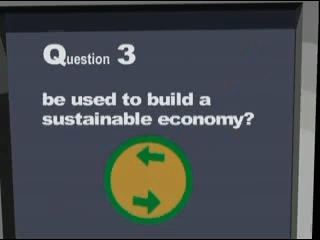 Question 3
be used to build a
sustainable economy?